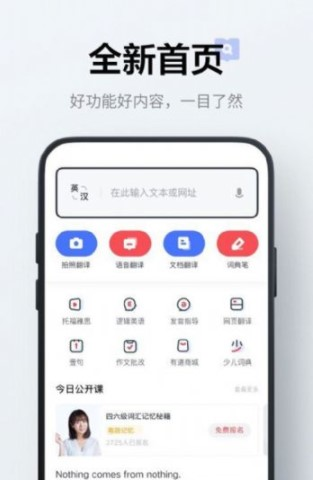 全新首页
好功能好内容，一目了然
英
汉
在此输入文本或网址
拍照翻译 语音翻译 文档翻译 词典笔
托福雅思 逻辑英语 发音指导 网页翻译
壹句 作文批改 有道商城 少儿词典
今日公开课
查看更多
四六级词汇记忆秘籍
2725人已报名
免费报名
Nothing comes from nothing.